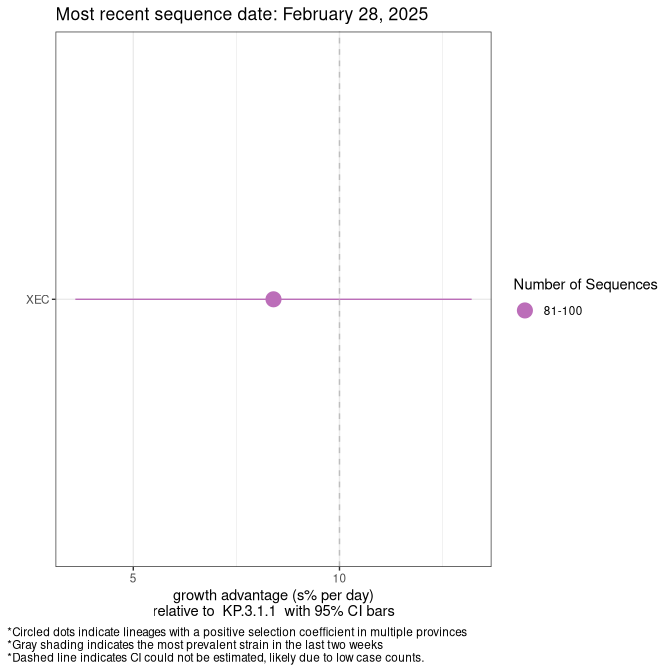 Most recent sequence date: February 28, 2025
XEC
Number of Sequences
81-100
5
10
growth advantage (s% per day)
relative to  KP.3.1.1  with 95% CI bars
*Circled dots indicate lineages with a positive selection coefficient in multiple provinces
*Gray shading indicates the most prevalent strain in the last two weeks
*Dashed line indicates CI could not be estimated, likely due to low case counts.